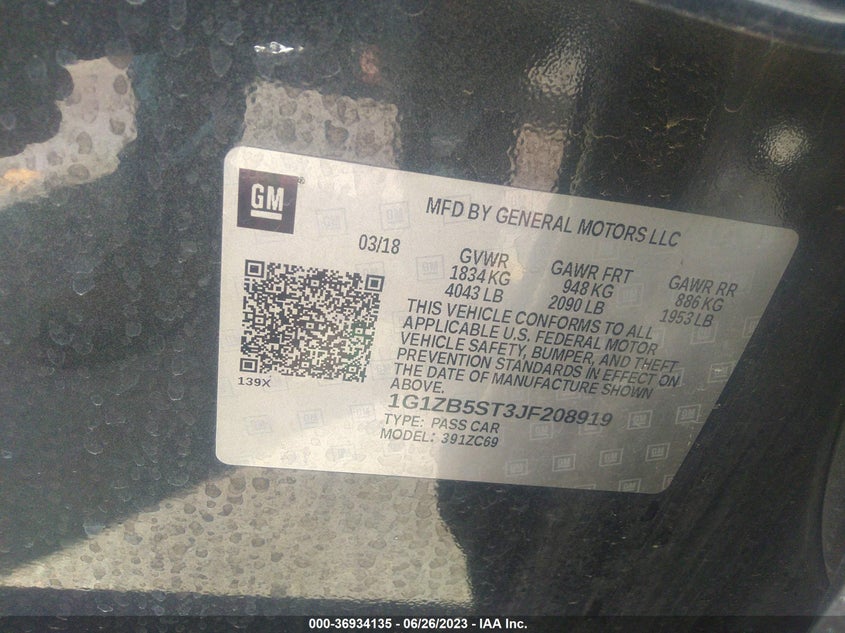 GM
MFD BY GENERAL MOTORS LLC
03/18
GVWR
1834 KG
4043 LB
GAWR FRT
948 KG
2090 LB
GAWR RR
886 KG
1953 LB
THIS VEHICLE CONFORMS TO ALL
APPLICABLE U.S. FEDERAL MOTOR
VEHICLE SAFETY, BUMPER, AND THEFT
PREVENTION STANDARDS IN EFFECT ON
THE DATE OF MANUFACTURE SHOWN
ABOVE.
139X
1G1ZB5ST3JF208919
TYPE: PASS CAR
MODEL: 391ZC69
000-36934135 - 06/26/2023 - IAA Inc.